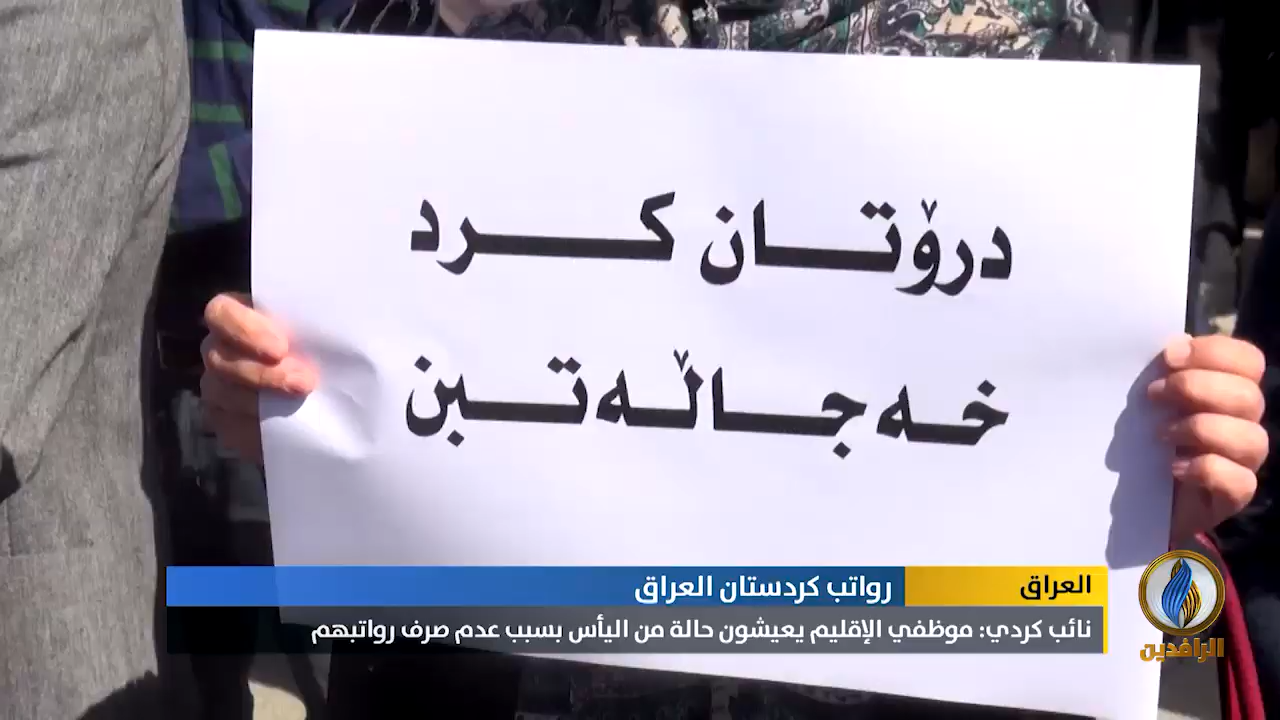 درۆتان کرد
خەجاڵەتبن
العراق
رواتب كردستان العراق
نائب كردي: موظفي الإقليم يعيشون حالة من اليأس بسبب عدم صرف رواتبهم
الرافدين